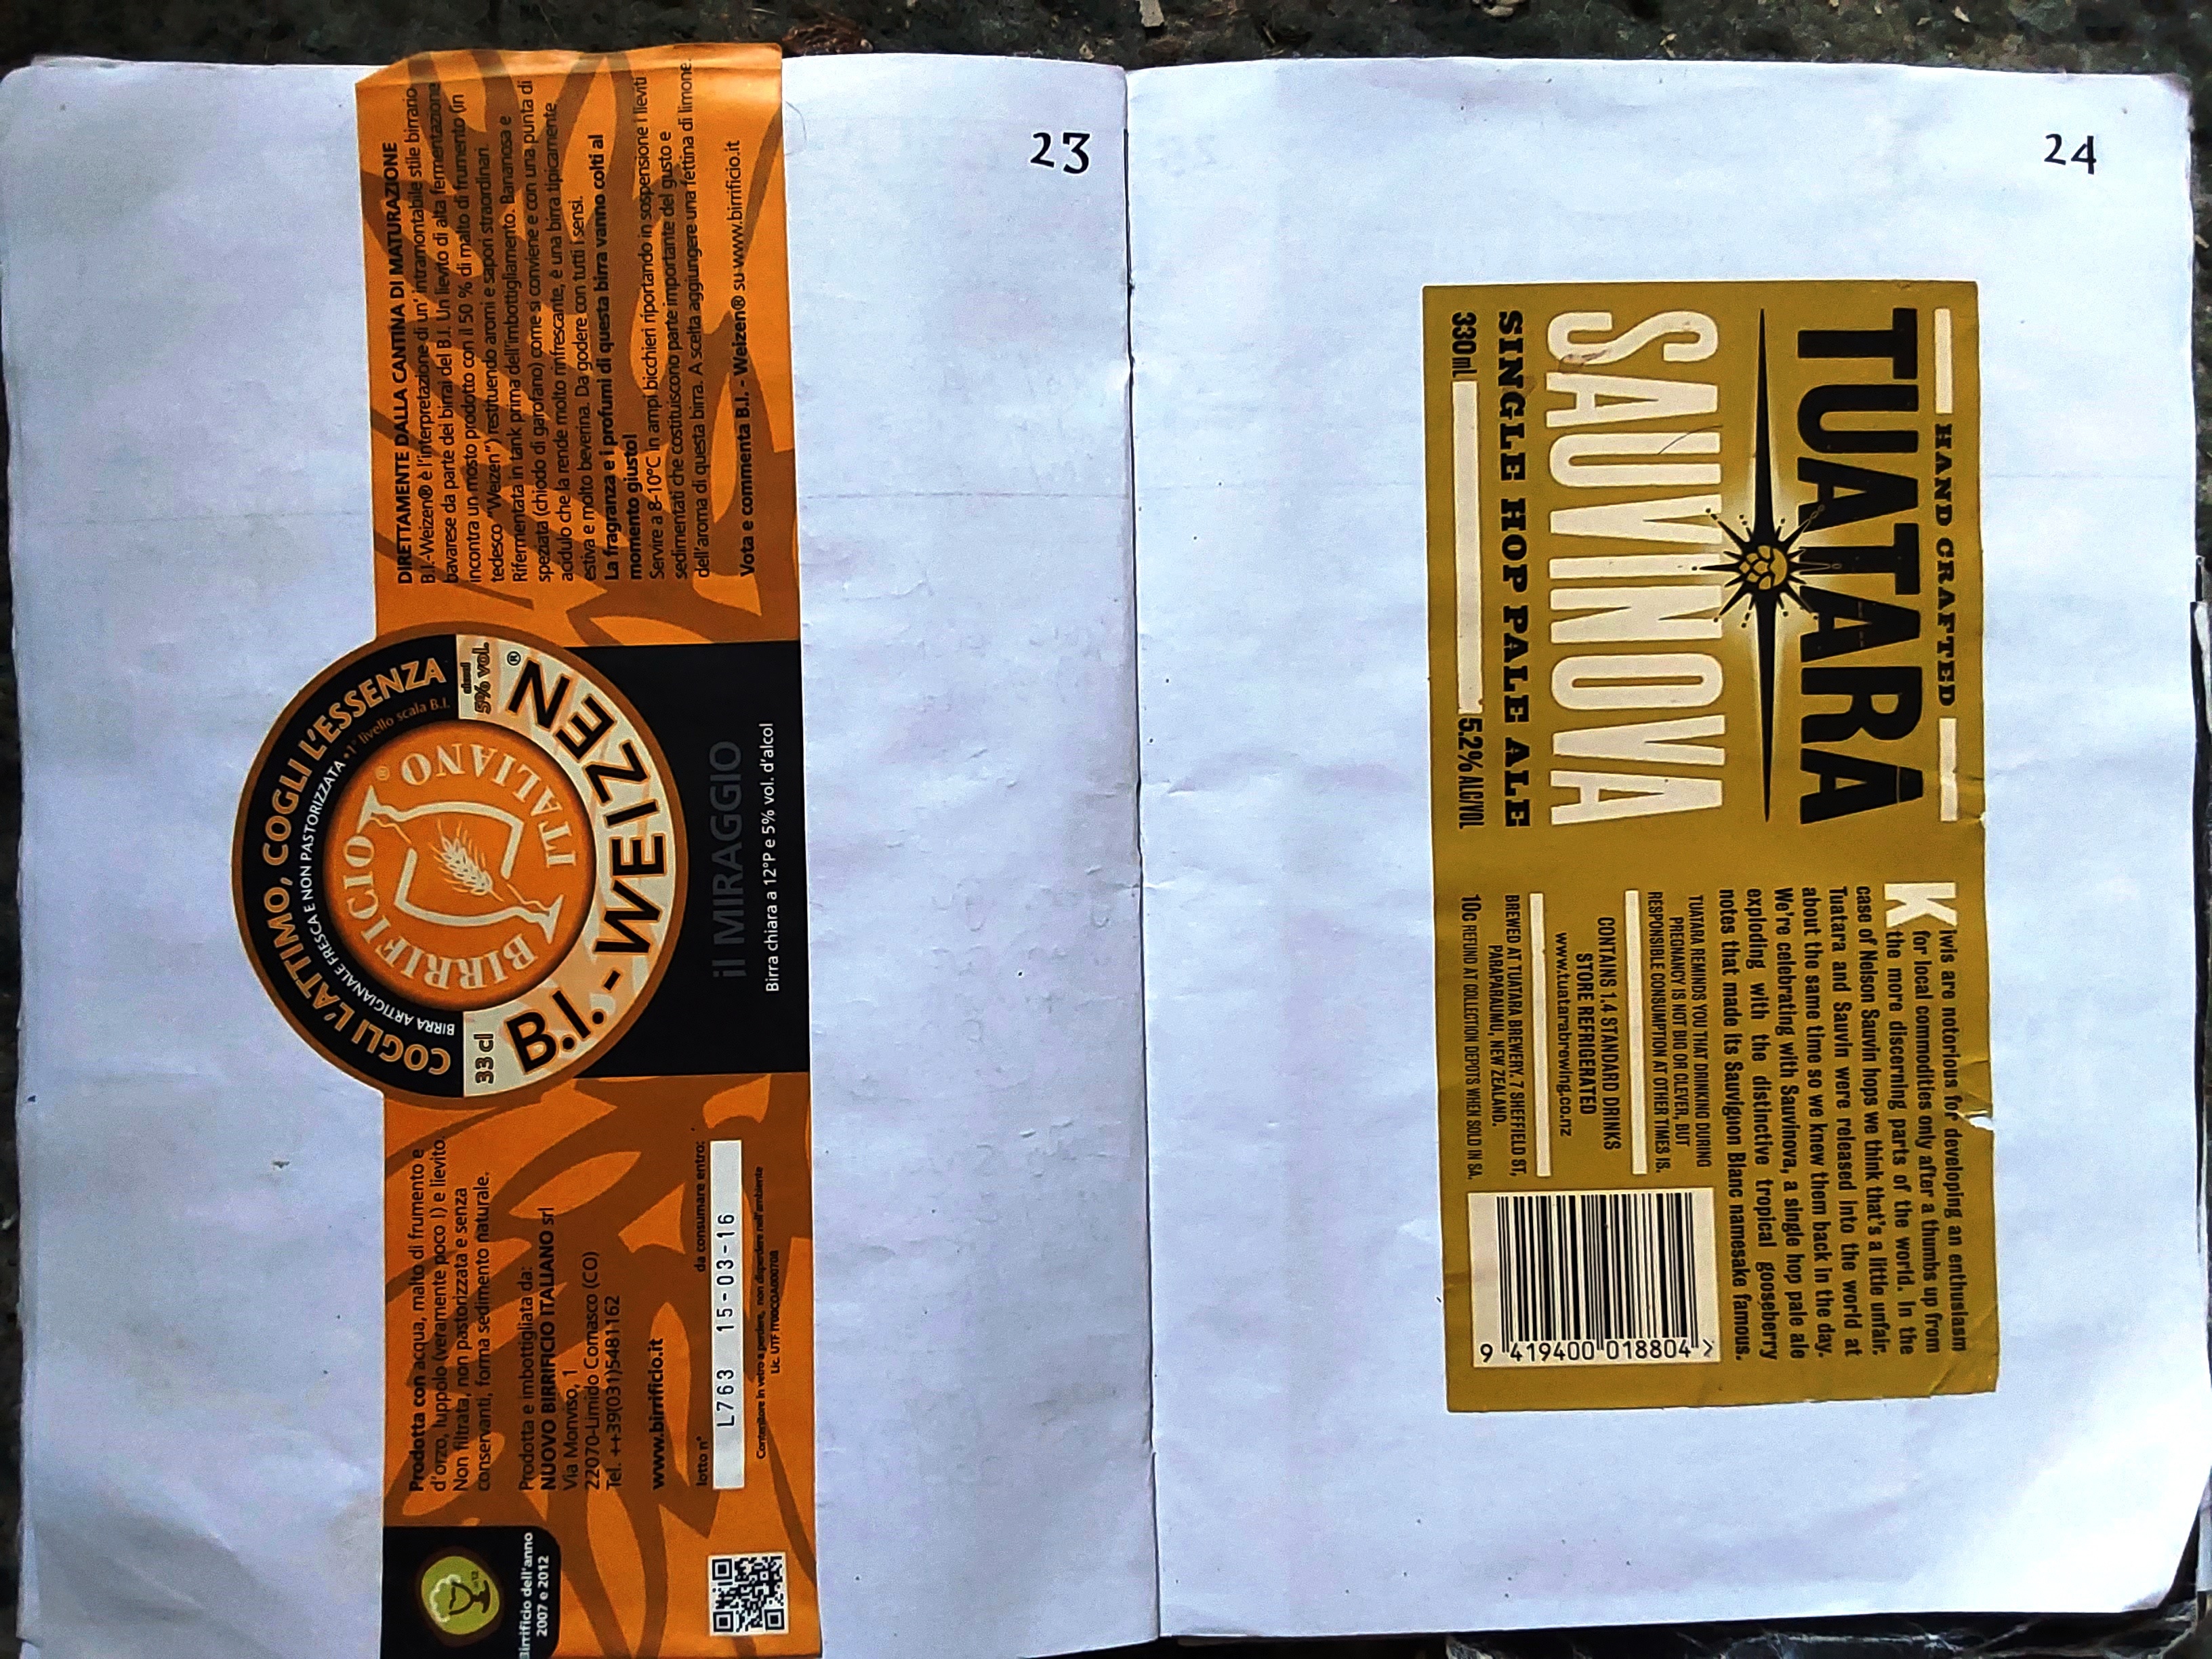 23
Prodotta con acqua, malto di frumento e
d'orzo, luppolo (veramente poco !) e lievito.
Non filtrata, non pastorizzata e senza
conservanti, forma sedimento naturale.
Prodotta e imbottigliata da:
NUOVO BIRRIFICIO ITALIANO srl
Via Monviso, 1
22070-Limido Comasco (CO)
Tel. ++39(031)5481162
www.birrificio.it
lotto n° da consumare entro:
L763 15-03-16
Contenitore in vetro a perdere, non disperdere nell'ambiente
Lic. UTF IT00COA00070B
Birrificio dell'anno
2007 e 2012
COGLI L'ATTIMO, COGLI L'ESSENZA
BIRRA ARTIGIANALE FRESCA E NON PASTORIZZATA • 1° livello scala B.I.
BIRRIFICIO
ITALIANO ®
33 cl
alcool
5% vol.
B.I.-WEIZEN ®
il MIRAGGIO
Birra chiara a 12°P e 5% vol. d'alcol
DIRETTAMENTE DALLA CANTINA DI MATURAZIONE
B.I.-Weizen® è l'interpretazione di un' intramontabile stile birrario
bavarese da parte dei birrai del B.I. Un lievito di alta fermentazione
incontra un mosto prodotto con il 50 % di malto di frumento (in
tedesco "Weizen") restituendo aromi e sapori straordinari.
Rifermentata in tank prima dell'imbottigliamento. Bananosa e
speziata (chiodo di garofano) come si conviene e con una punta di
acidulo che la rende molto rinfrescante, è una birra tipicamente
estiva e molto beverina. Da godere con tutti i sensi.
La fragranza e i profumi di questa birra vanno colti al
momento giusto!
Servire a 8-10°C in ampi bicchieri riportando in sospensione i lieviti
sedimentati che costituiscono parte importante del gusto e
dell'aroma di questa birra. A scelta aggiungere una fettina di limone.
Vota e commenta B.I. - Weizen® su www.birrificio.it
24
HAND CRAFTED
TUATARA
SAUVINOVA
SINGLE HOP PALE ALE
330mL 5.2% ALC/VOL
Kiwis are notorious for developing an enthusiasm
for local commodities only after a thumbs up from
the more discerning parts of the world. In the
case of Nelson Sauvin hops we think that's a little unfair.
Tuatara and Sauvin were released into the world at
about the same time so we knew them back in the day.
We're celebrating with Sauvinova, a single hop pale ale
exploding with the distinctive tropical gooseberry
notes that made its Sauvignon Blanc namesake famous.
TUATARA REMINDS YOU THAT DRINKING DURING
PREGNANCY IS NOT BIG OR CLEVER, BUT
RESPONSIBLE CONSUMPTION AT OTHER TIMES IS.
CONTAINS 1.4 STANDARD DRINKS
STORE REFRIGERATED
www.tuatarabrewing.co.nz
BREWED AT TUATARA BREWERY. 7 SHEFFIELD ST,
PARAPARAUMU, NEW ZEALAND.
10c REFUND AT COLLECTION DEPOTS WHEN SOLD IN SA.
9 419400 018804 >